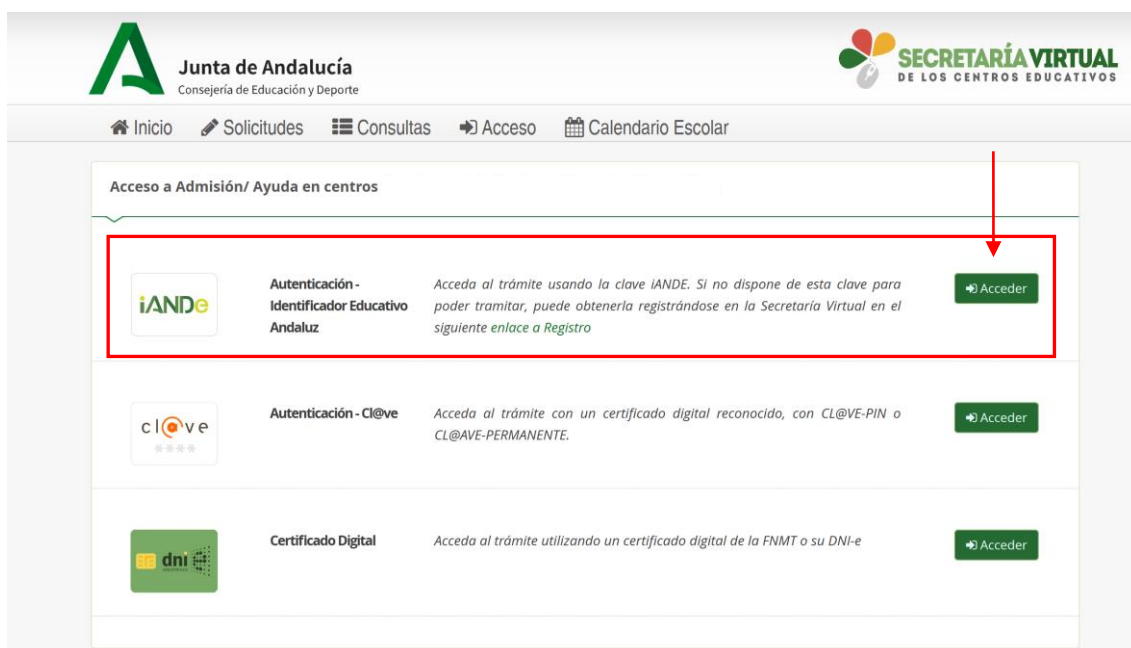 Junta de Andalucía
Consejería de Educación y Deporte
SECRETARÍA VIRTUAL
DE LOS CENTROS EDUCATIVOS
Inicio Solicitudes Consultas Acceso Calendario Escolar
Acceso a Admisión/ Ayuda en centros
iANDe
Autenticación -
Identificador Educativo
Andaluz
Acceda al trámite usando la clave iANDE. Si no dispone de esta clave para
poder tramitar, puede obtenerla registrándose en la Secretaría Virtual en el
siguiente enlace a Registro
Acceder
cl@ve
****
Autenticación - Cl@ve
Acceda al trámite con un certificado digital reconocido, con CL@VE-PIN o
CL@AVE-PERMANENTE.
Acceder
dni
Certificado Digital
Acceda al trámite utilizando un certificado digital de la FNMT o su DNI-e
Acceder